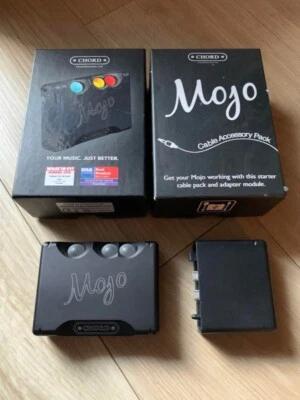 CHORD
Mojo
YOUR MUSIC. JUST BETTER.
CHORD
Mojo
Cable Accessory Pack
Get your Mojo working with this starter
cable pack and adapter module.
Mojo
CHORD